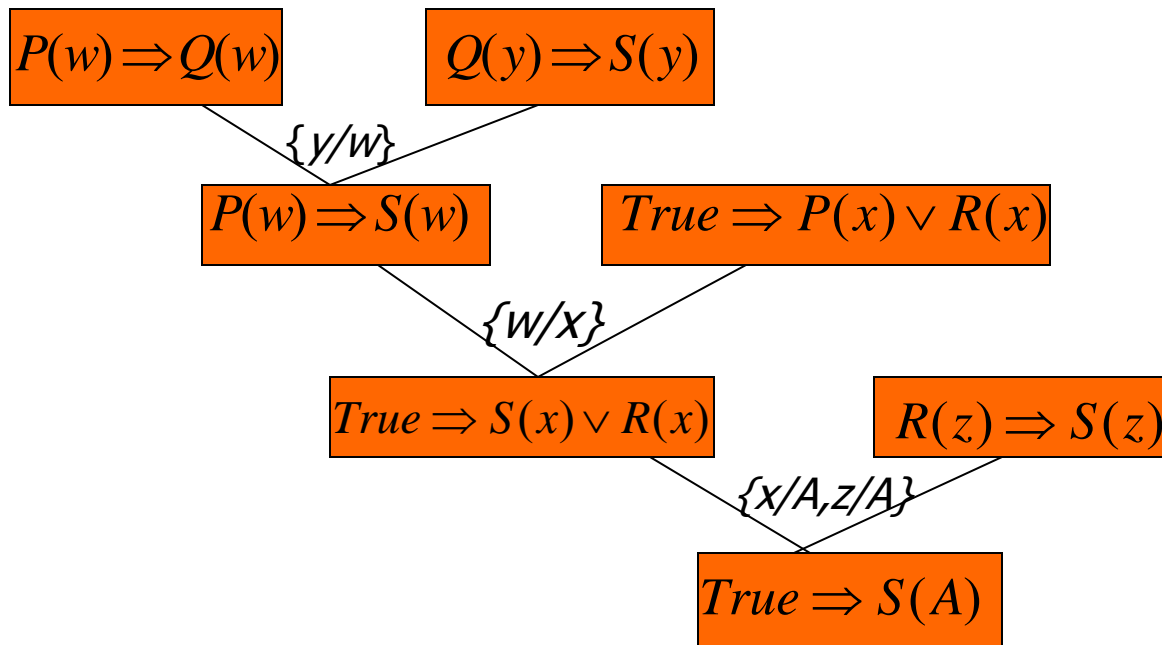 P(w) ⇒ Q(w)
Q(y) ⇒ S(y)
{y/w}
P(w) ⇒ S(w)
True ⇒ P(x) ∨ R(x)
{w/x}
True ⇒ S(x) ∨ R(x)
R(z) ⇒ S(z)
{x/A,z/A}
True ⇒ S(A)